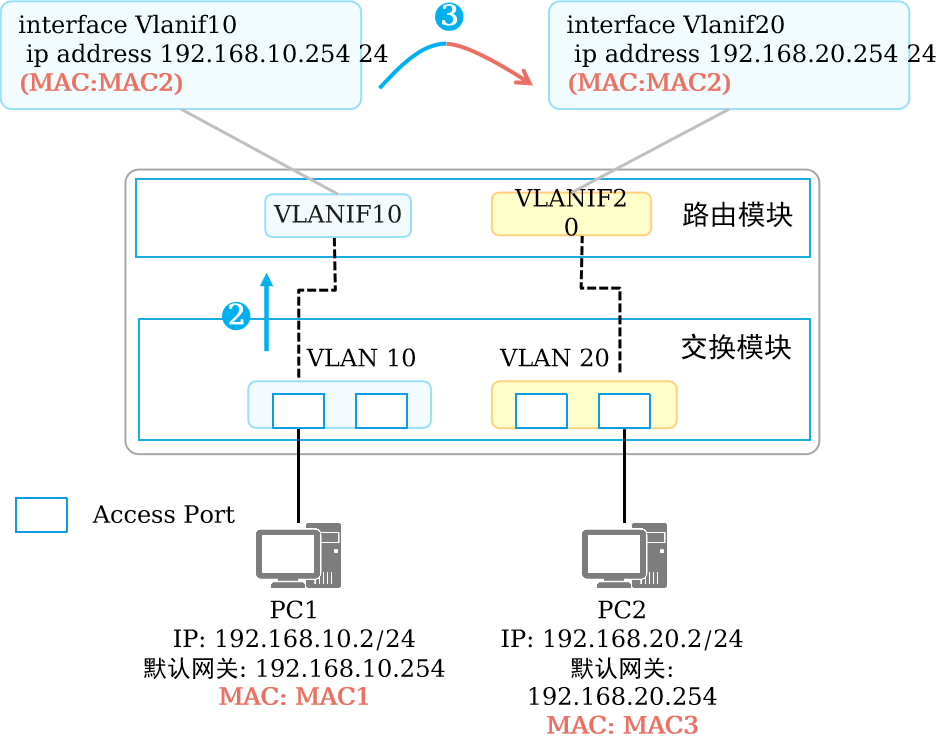 interface Vlanif10
ip address 192.168.10.254 24
(MAC:MAC2)
3
interface Vlanif20
ip address 192.168.20.254 24
(MAC:MAC2)
VLANIF10
VLANIF2
0
路由模块
2
VLAN 10
VLAN 20
交换模块
Access Port
PC1
IP: 192.168.10.2/24
默认网关: 192.168.10.254
MAC: MAC1
PC2
IP: 192.168.20.2/24
默认网关:
192.168.20.254
MAC: MAC3